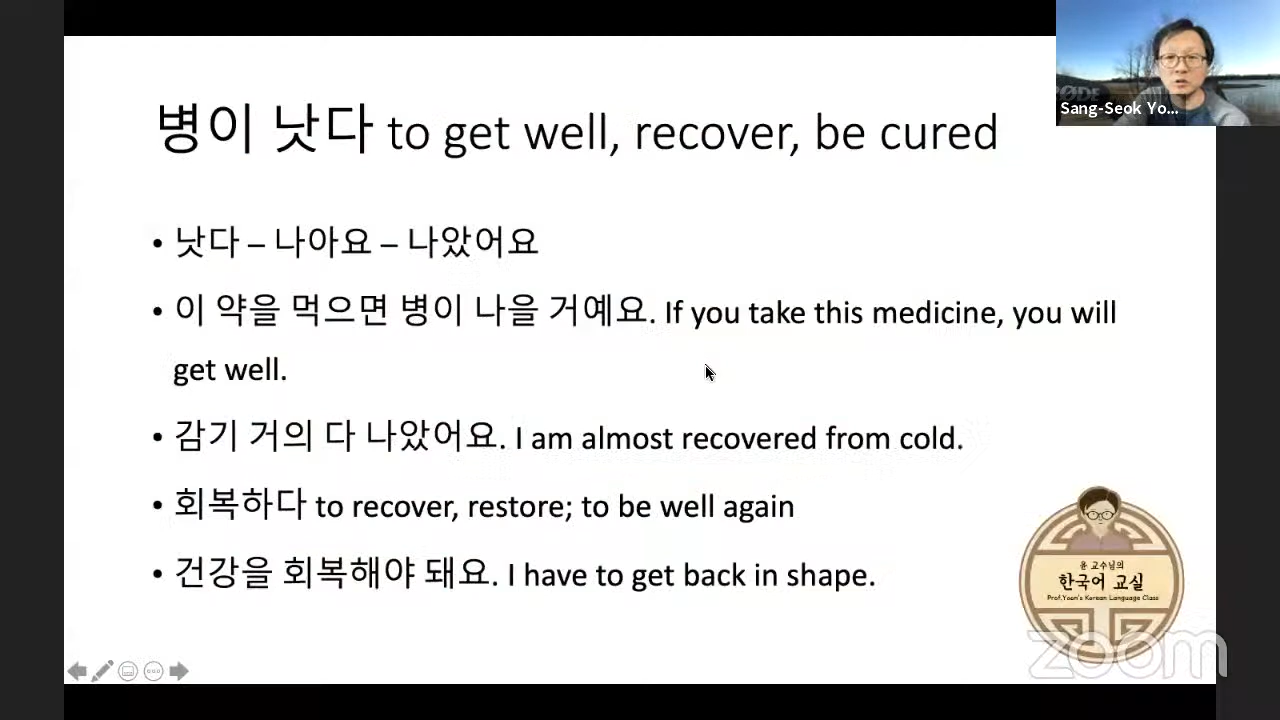 병이 낫다 to get well, recover, be cured
• 낫다 – 나아요 – 나았어요
• 이 약을 먹으면 병이 나을 거예요. If you take this medicine, you will
get well.
• 감기 거의 다 나았어요. I am almost recovered from cold.
• 회복하다 to recover, restore; to be well again
• 건강을 회복해야 돼요. I have to get back in shape.
Sang-Seok Yo...
윤 교수님의
한국어 교실
Prof.Yoon's Korean Language Class
zoom